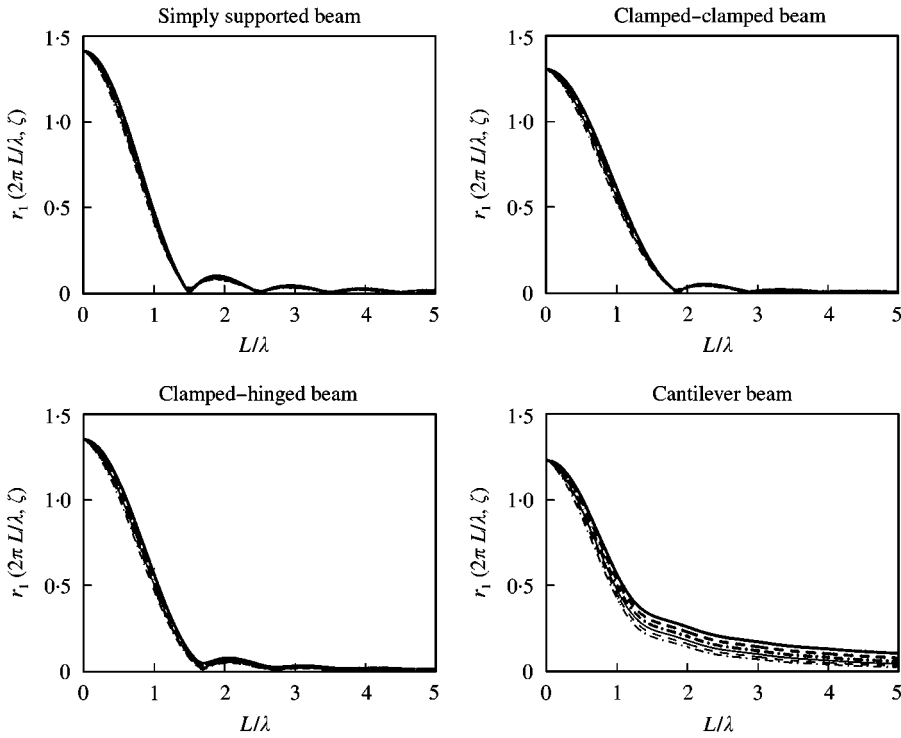 Simply supported beam
1·5
1·0
0·5
0
r₁ (2π L/λ, ζ)
0 1 2 3 4 5
L/λ
Clamped–clamped beam
1·5
1·0
0·5
0
r₁ (2π L/λ, ζ)
0 1 2 3 4 5
L/λ
Clamped–hinged beam
1·5
1·0
0·5
0
r₁ (2π L/λ, ζ)
0 1 2 3 4 5
L/λ
Cantilever beam
1·5
1·0
0·5
0
r₁ (2π L/λ, ζ)
0 1 2 3 4 5
L/λ